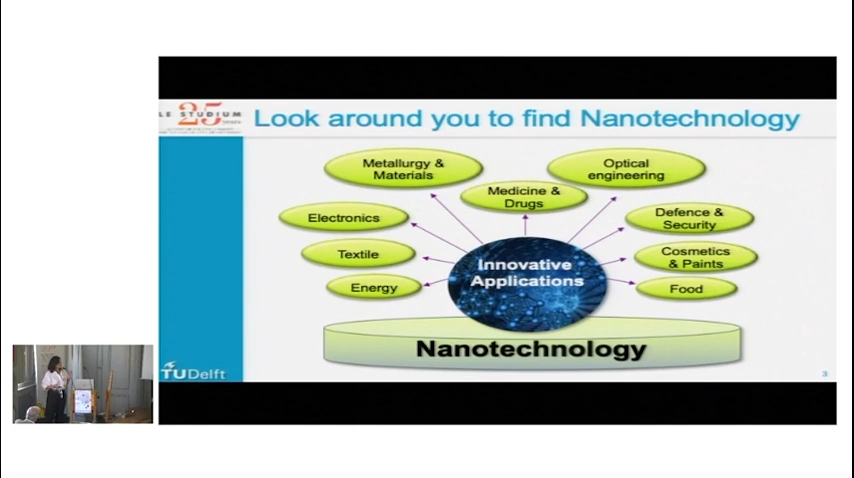 LE STUDIUM
25
Look around you to find Nanotechnology
Metallurgy &
Materials
Optical
engineering
Medicine &
Drugs
Electronics
Defence &
Security
Textile
Cosmetics
& Paints
Energy
Food
Innovative
Applications
Nanotechnology
TUDelft
3